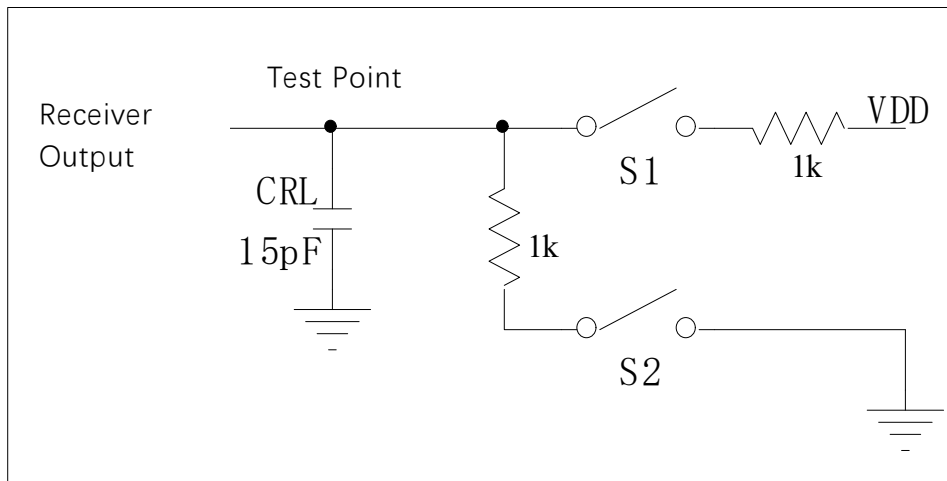 Test Point
Receiver
Output
VDD
S1
1k
CRL
15pF
1k
S2